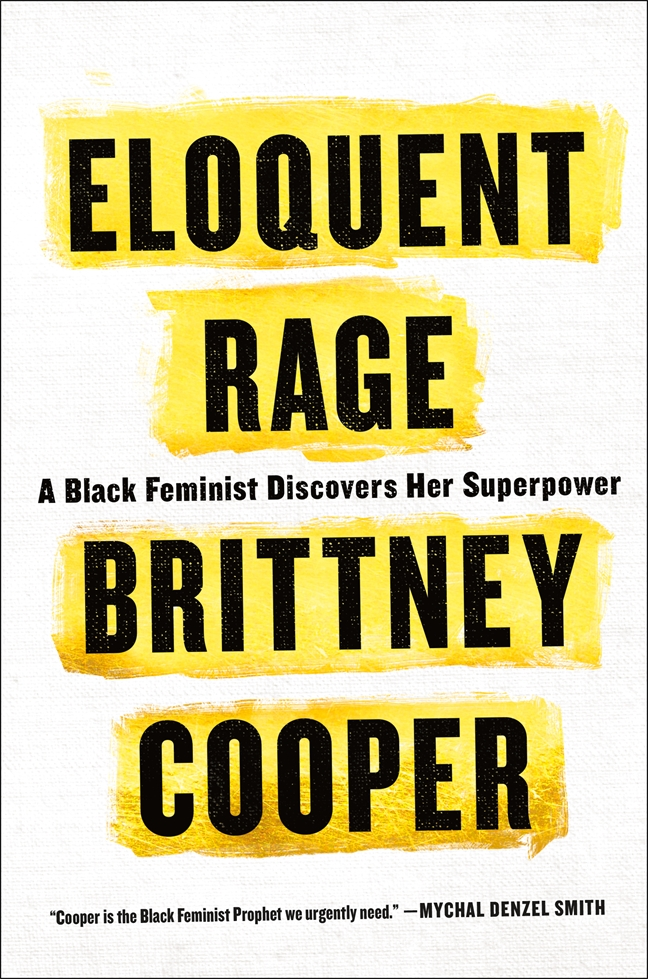 ELOQUENT
RAGE
A Black Feminist Discovers Her Superpower
BRITTNEY
COOPER
“Cooper is the Black Feminist Prophet we urgently need.” —MYCHAL DENZEL SMITH